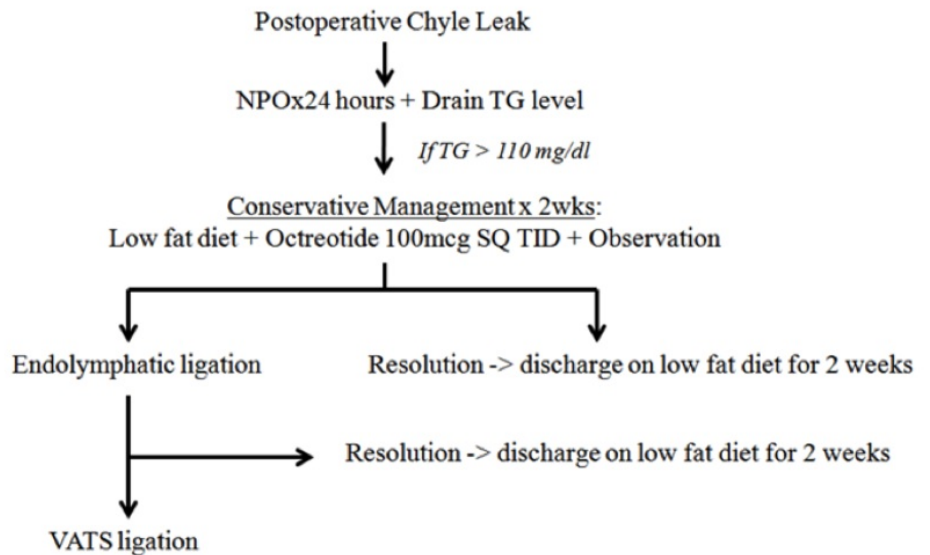 Postoperative Chyle Leak
NPOx24 hours + Drain TG level
If TG > 110 mg/dl
Conservative Management x 2wks:
Low fat diet + Octreotide 100mcg SQ TID + Observation
Endolymphatic ligation
Resolution -> discharge on low fat diet for 2 weeks
Resolution -> discharge on low fat diet for 2 weeks
VATS ligation